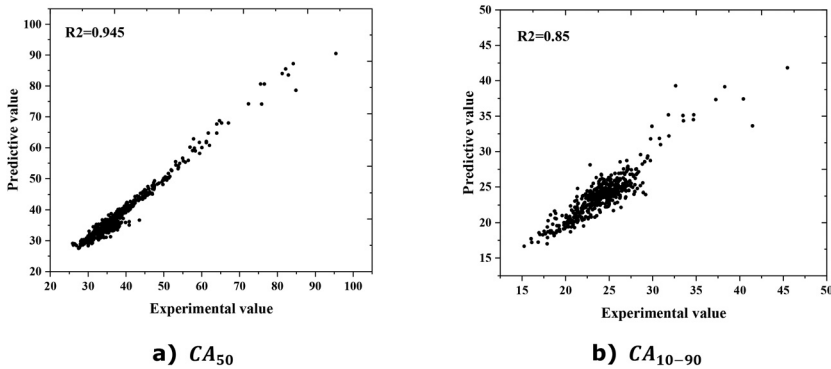 R2=0.945
Predictive value
100
90
80
70
60
50
40
30
20
20 30 40 50 60 70 80 90 100
Experimental value
a) CA50
R2=0.85
Predictive value
50
45
40
35
30
25
20
15
10
15 20 25 30 35 40 45 50
Experimental value
b) CA10−90